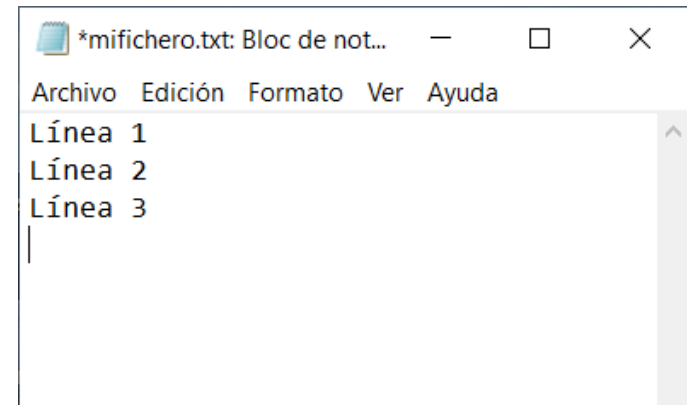 *mifichero.txt: Bloc de not...
Archivo Edición Formato Ver Ayuda
Línea 1
Línea 2
Línea 3